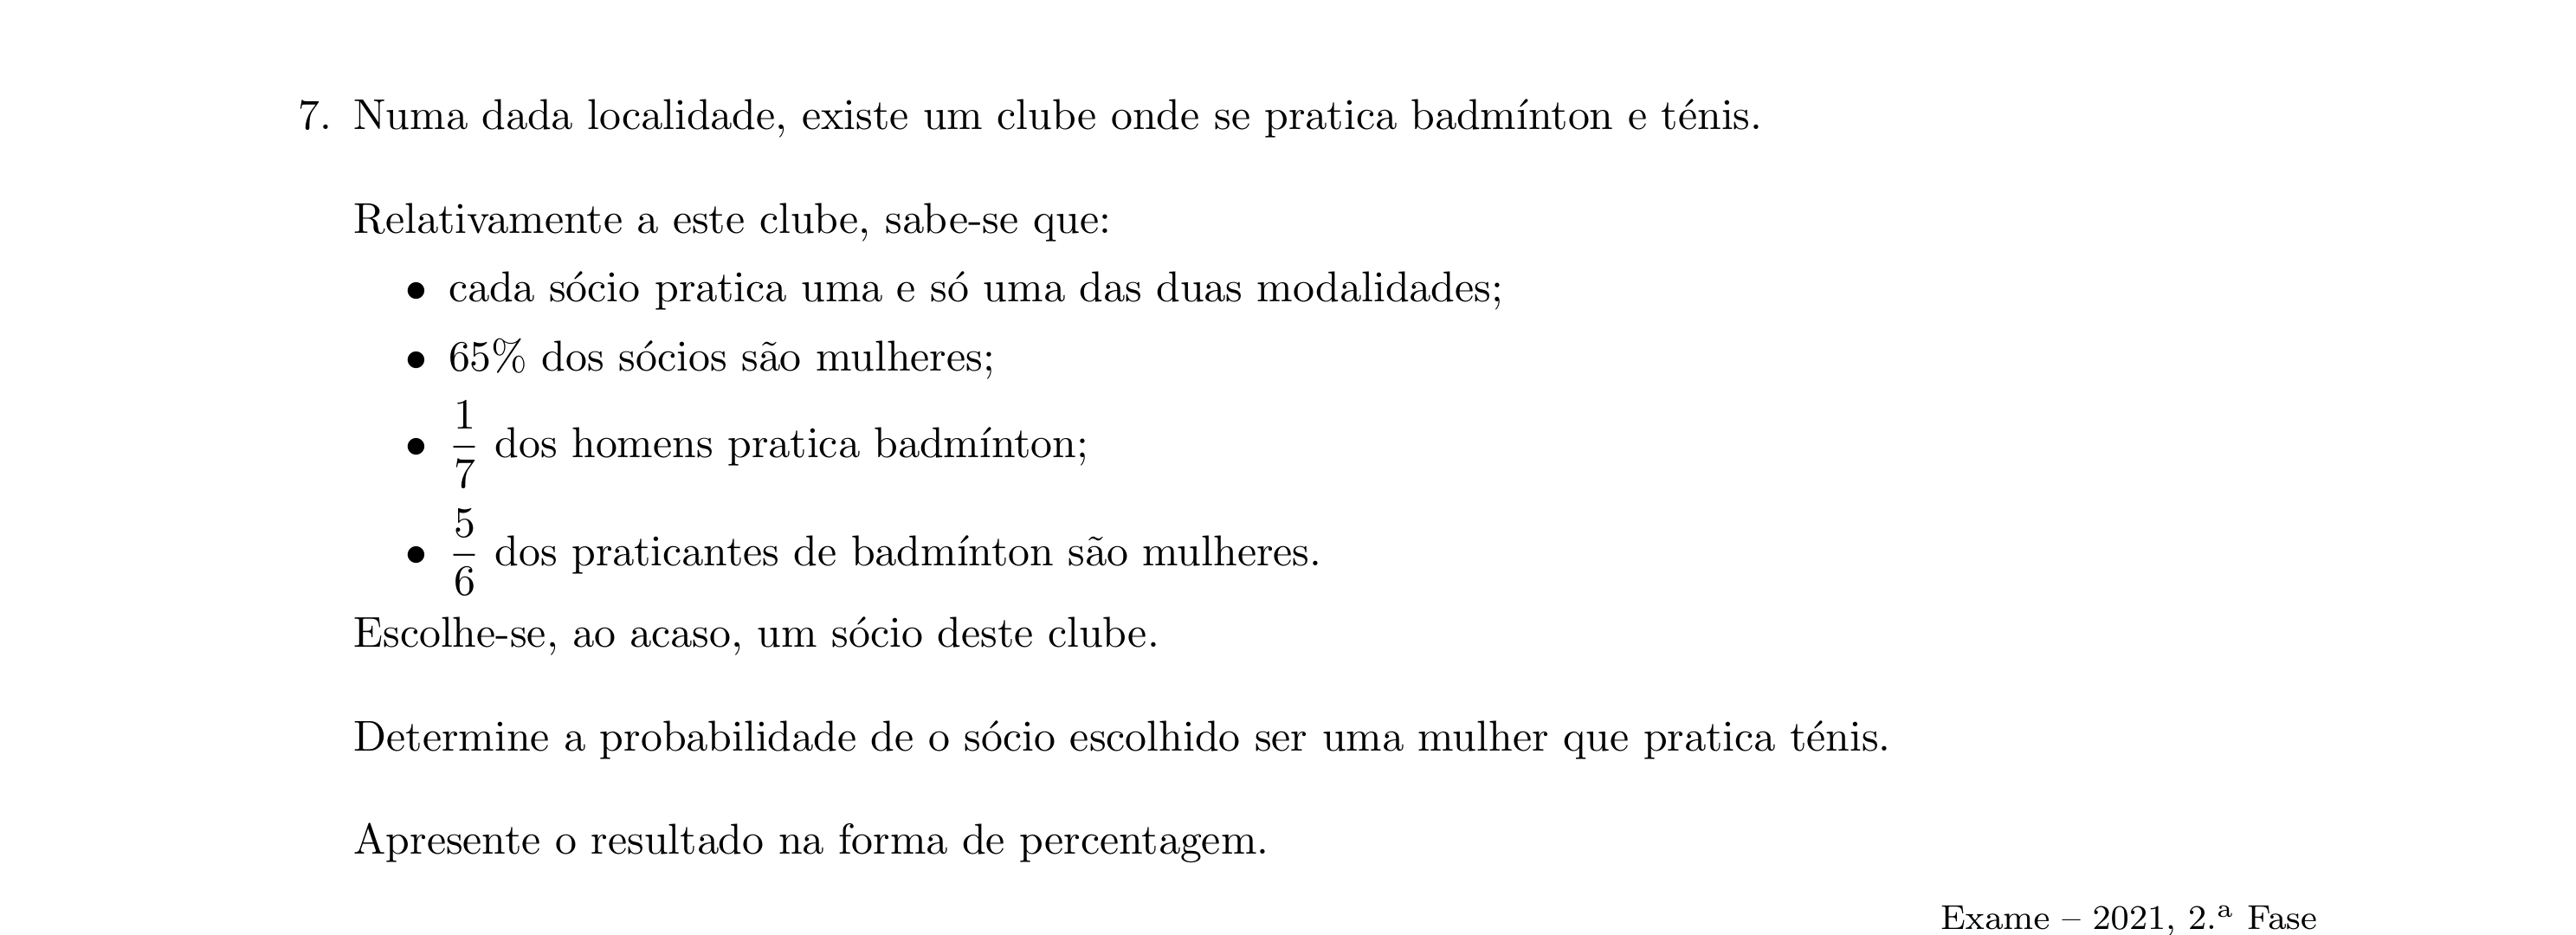 7. Numa dada localidade, existe um clube onde se pratica badmínton e ténis.
Relativamente a este clube, sabe-se que:
• cada sócio pratica uma e só uma das duas modalidades;
• 65% dos sócios são mulheres;
• 1/7 dos homens pratica badmínton;
• 5/6 dos praticantes de badmínton são mulheres.
Escolhe-se, ao acaso, um sócio deste clube.
Determine a probabilidade de o sócio escolhido ser uma mulher que pratica ténis.
Apresente o resultado na forma de percentagem.
Exame – 2021, 2.ª Fase